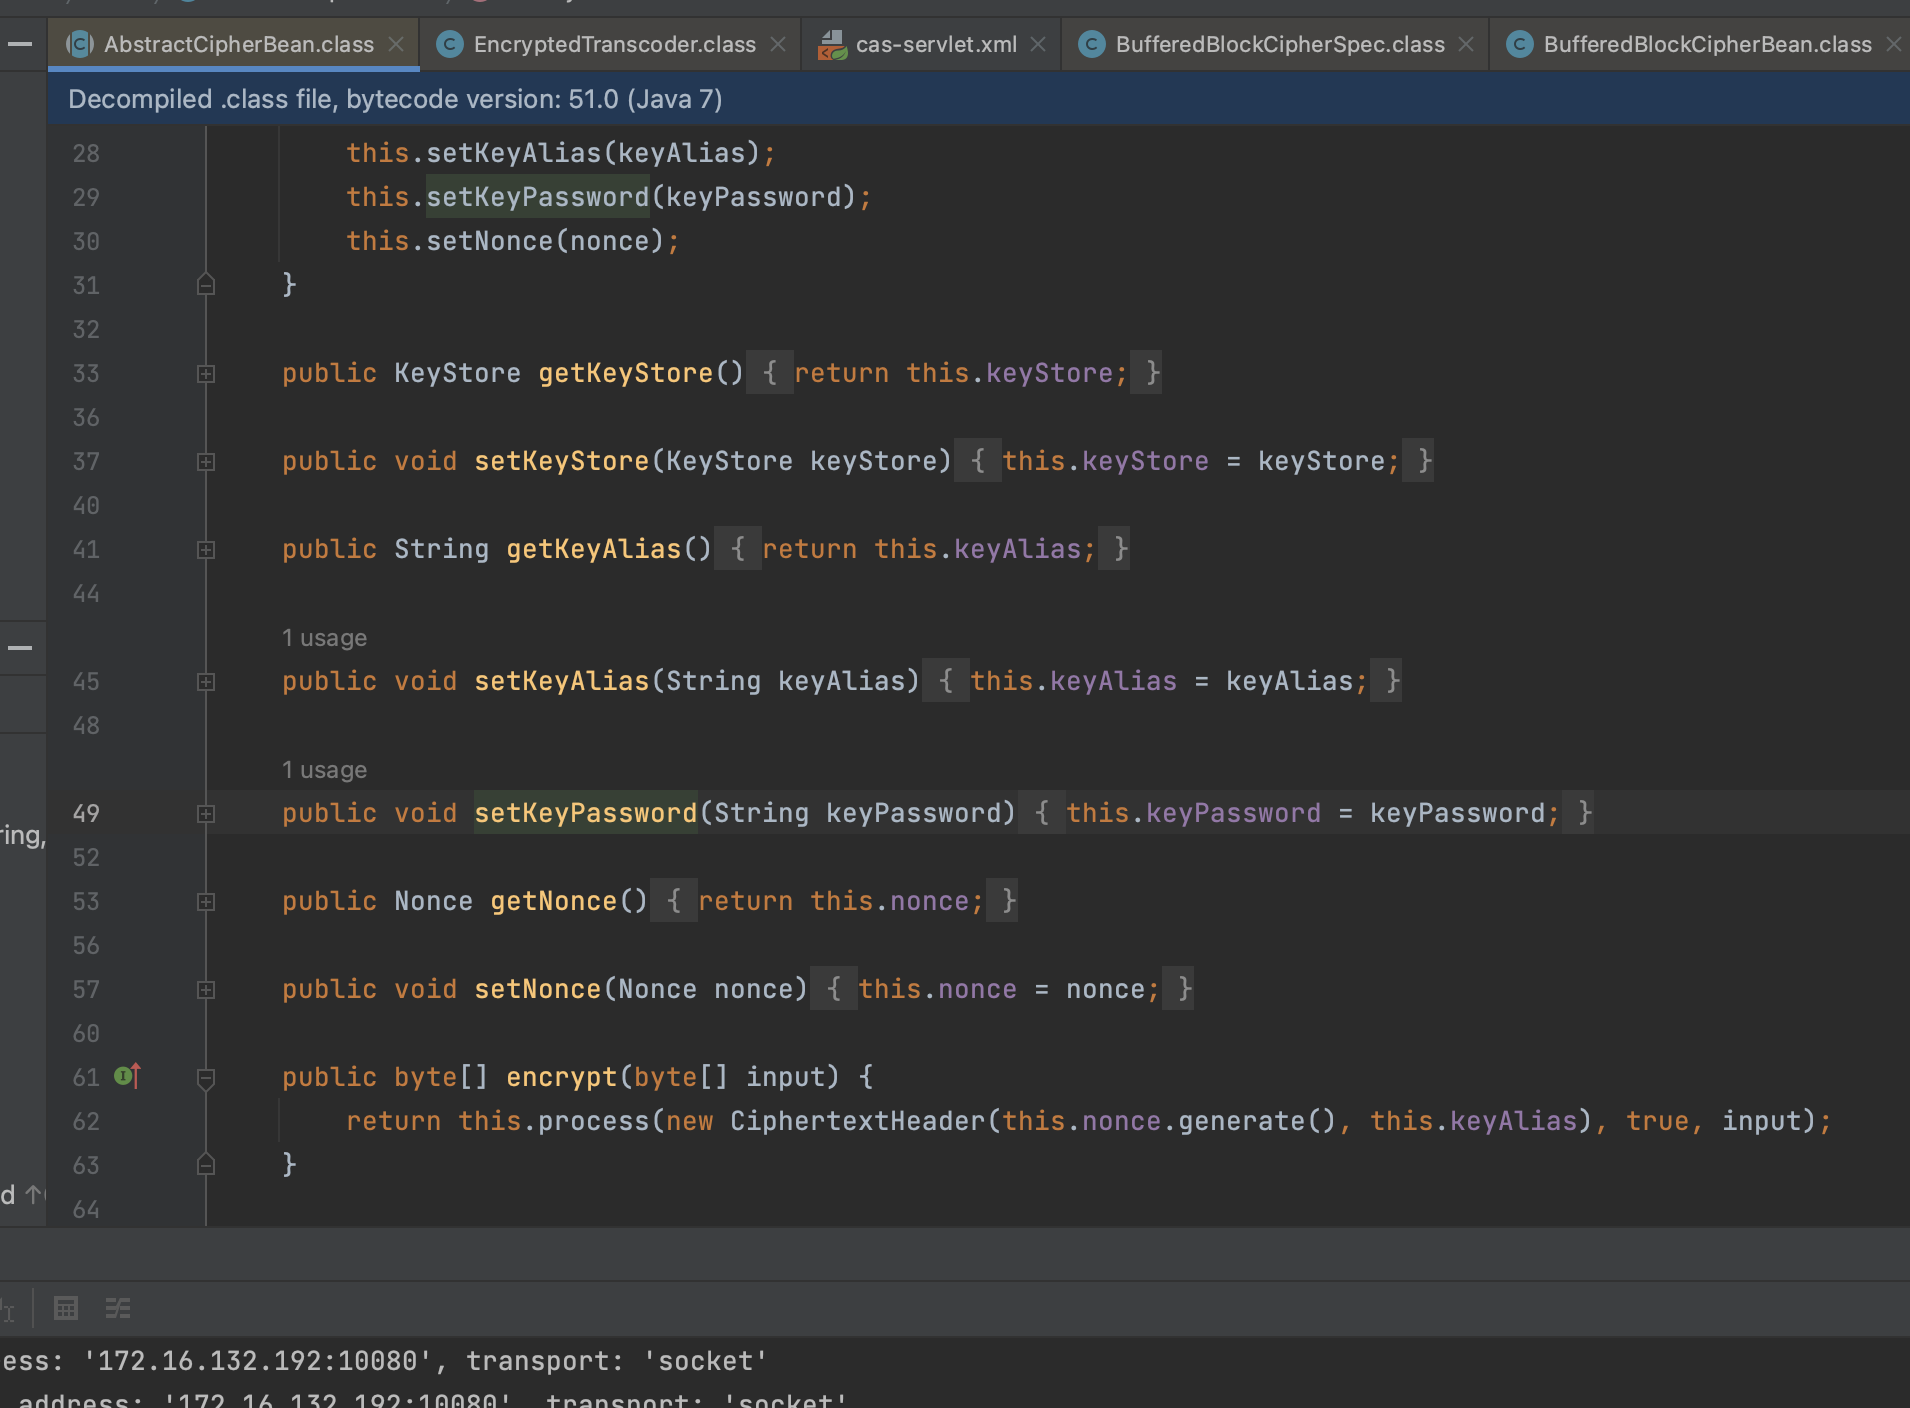 AbstractCipherBean.class EncryptedTranscoder.class cas-servlet.xml BufferedBlockCipherSpec.class BufferedBlockCipherBean.class
Decompiled .class file, bytecode version: 51.0 (Java 7)
28 this.setKeyAlias(keyAlias);
29 this.setKeyPassword(keyPassword);
30 this.setNonce(nonce);
31 }
32
33 public KeyStore getKeyStore() { return this.keyStore; }
36
37 public void setKeyStore(KeyStore keyStore) { this.keyStore = keyStore; }
40
41 public String getKeyAlias() { return this.keyAlias; }
44
1 usage
45 public void setKeyAlias(String keyAlias) { this.keyAlias = keyAlias; }
48
1 usage
49 public void setKeyPassword(String keyPassword) { this.keyPassword = keyPassword; }
ring,
52
53 public Nonce getNonce() { return this.nonce; }
56
57 public void setNonce(Nonce nonce) { this.nonce = nonce; }
60
61 public byte[] encrypt(byte[] input) {
62 return this.process(new CiphertextHeader(this.nonce.generate(), this.keyAlias), true, input);
63 }
d ↑
64
ess: '172.16.132.192:10080', transport: 'socket'
address: '172.16.132.192:10080', transport: 'socket'